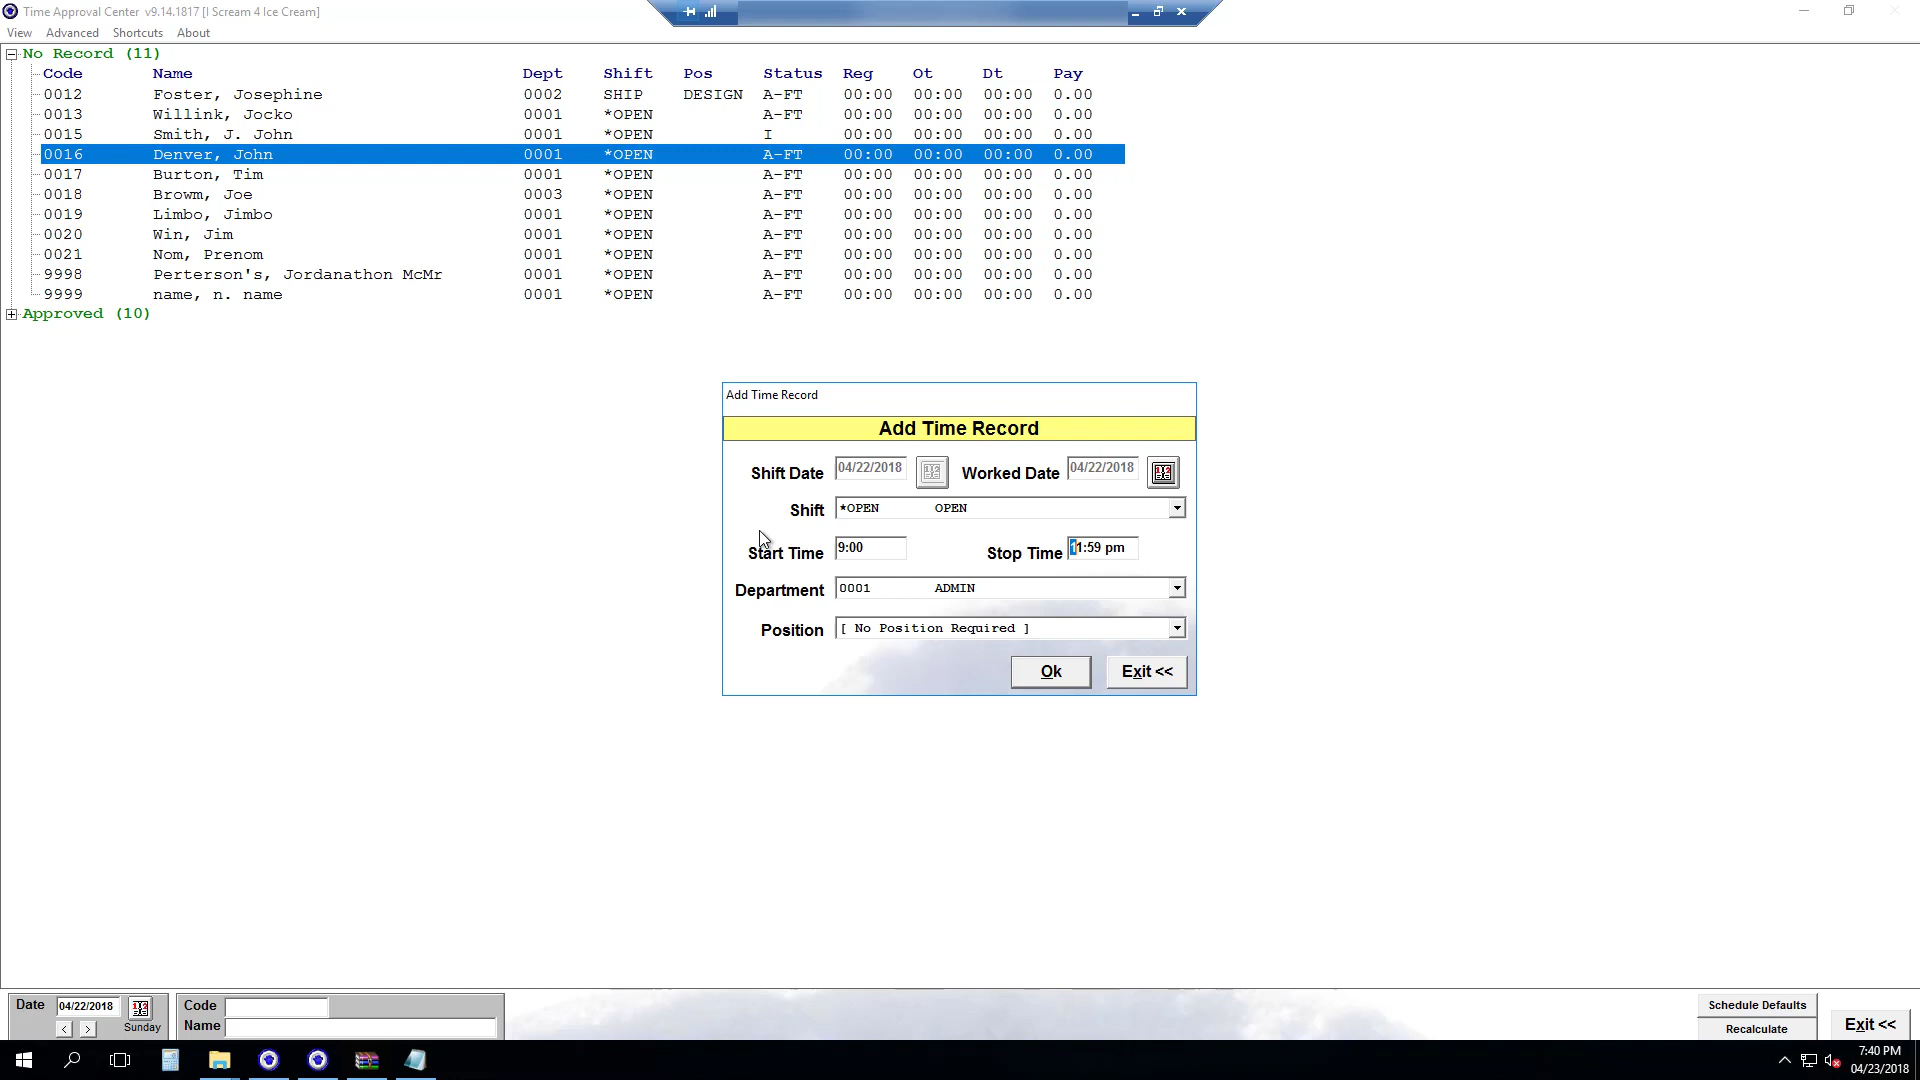 Time Approval Center v9.14.1817 [I Scream 4 Ice Cream]
View Advanced Shortcuts About
No Record (11)
Code Name Dept Shift Pos Status Reg Ot Dt Pay
0012 Foster, Josephine 0002 SHIP DESIGN A-FT 00:00 00:00 00:00 0.00
0013 Willink, Jocko 0001 *OPEN A-FT 00:00 00:00 00:00 0.00
0015 Smith, J. John 0001 *OPEN I 00:00 00:00 00:00 0.00
0016 Denver, John 0001 *OPEN A-FT 00:00 00:00 00:00 0.00
0017 Burton, Tim 0001 *OPEN A-FT 00:00 00:00 00:00 0.00
0018 Browm, Joe 0003 *OPEN A-FT 00:00 00:00 00:00 0.00
0019 Limbo, Jimbo 0001 *OPEN A-FT 00:00 00:00 00:00 0.00
0020 Win, Jim 0001 *OPEN A-FT 00:00 00:00 00:00 0.00
0021 Nom, Prenom 0001 *OPEN A-FT 00:00 00:00 00:00 0.00
9998 Perterson's, Jordanathon McMr 0001 *OPEN A-FT 00:00 00:00 00:00 0.00
9999 name, n. name 0001 *OPEN A-FT 00:00 00:00 00:00 0.00
Approved (10)
Add Time Record
Add Time Record
Shift Date 04/22/2018 Worked Date 04/22/2018
Shift *OPEN OPEN
Start Time 9:00 Stop Time 11:59 pm
Department 0001 ADMIN
Position [ No Position Required ]
Ok Exit <<
Date 04/22/2018 Code Schedule Defaults
< > Sunday Name Recalculate Exit <<
7:40 PM
04/23/2018